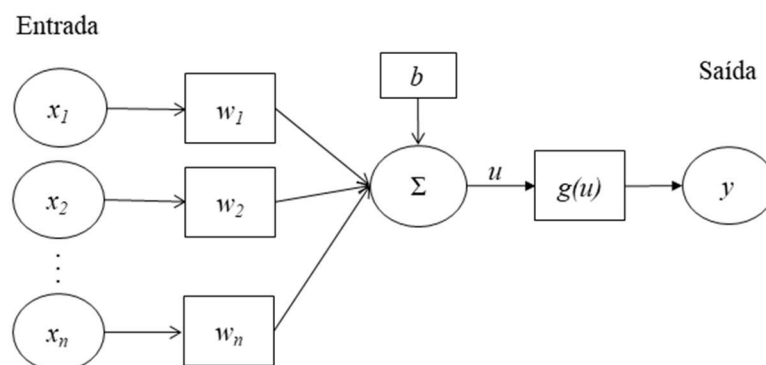 Entrada
Saída
b
x₁
w₁
x₂
w₂
Σ
u
g(u)
y
⋮
xₙ
wₙ